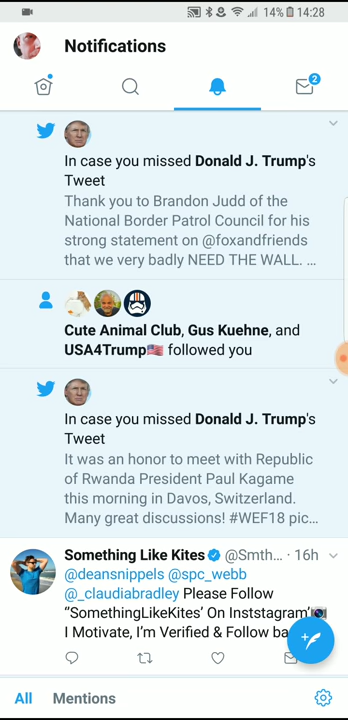 14% 14:28
Notifications
2
In case you missed Donald J. Trump's
Tweet
Thank you to Brandon Judd of the
National Border Patrol Council for his
strong statement on @foxandfriends
that we very badly NEED THE WALL. ...
Cute Animal Club, Gus Kuehne, and
USA4Trump🇺🇸 followed you
In case you missed Donald J. Trump's
Tweet
It was an honor to meet with Republic
of Rwanda President Paul Kagame
this morning in Davos, Switzerland.
Many great discussions! #WEF18 pic...
Something Like Kites @Smth... · 16h
@deansnippels @spc_webb
@_claudiabradley Please Follow
“SomethingLikeKites’ On Inststagram’📷
I Motivate, I’m Verified & Follow ba
All Mentions